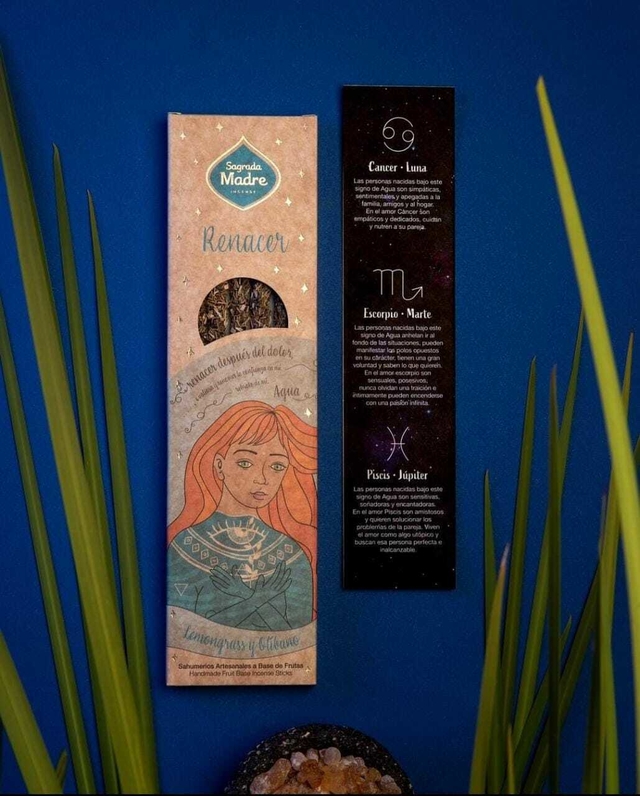 Sagrada
Madre
INCENSE
Renacer
renacer después del dolor
Agua
Lemongrass y Olíbano
Sahumerios Artesanales a Base de Frutas
Handmade Fruit Base Incense Sticks
Cancer · Luna
Las personas nacidas bajo este
signo de Agua son simpáticas,
sentimentales y apegadas a la
familia, amigos y al hogar.
En el amor Cáncer son
empáticos y dedicados, cuidan
y nutren a su pareja.
Escorpio · Marte
Las personas nacidas bajo este
signo de Agua anhelan ir al
fondo de las situaciones, pueden
manifestar los polos opuestos
en su carácter, tienen una gran
voluntad y saben lo que quieren.
En el amor escorpio son
sensuales, posesivos,
nunca olvidan una traición e
íntimamente pueden encenderse
con una pasión infinita.
Piscis · Júpiter
Las personas nacidas bajo este
signo de Agua son sensitivas,
soñadoras y encantadoras.
En el amor Piscis son amistosos
y quieren solucionar los
problemas de la pareja. Viven
el amor como algo utópico y
buscan esa persona perfecta e
inalcanzable.